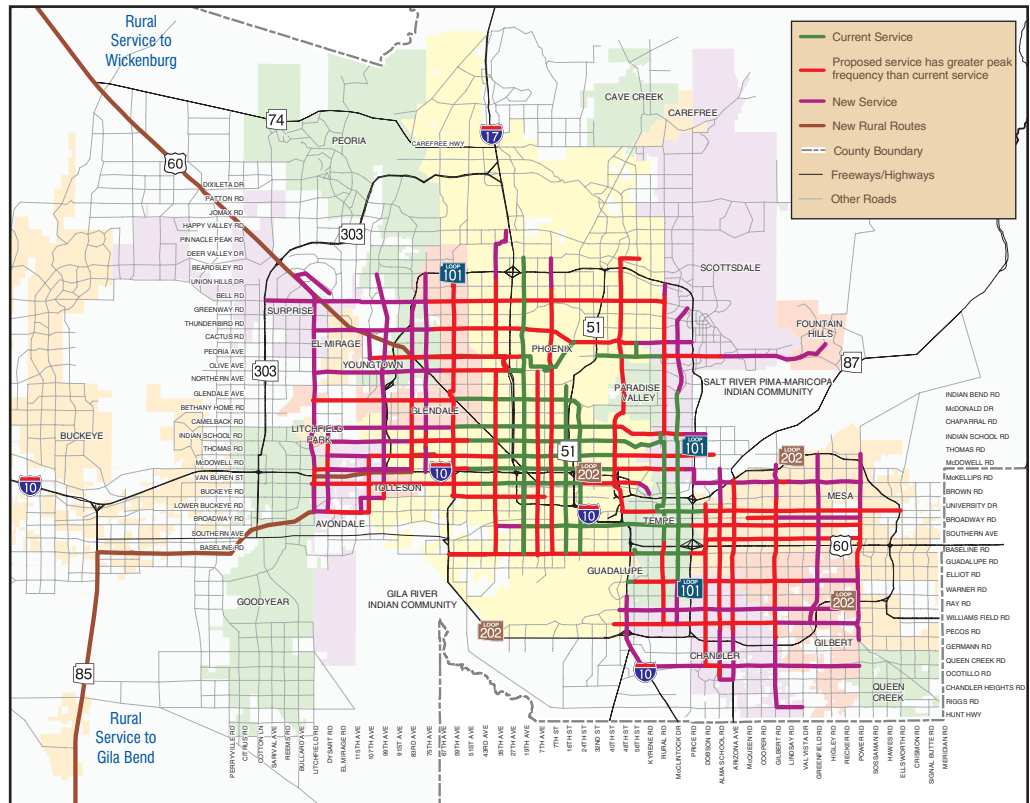 Rural
Service to
Wickenburg
Current Service
Proposed service has greater peak
frequency than current service
New Service
New Rural Routes
County Boundary
Freeways/Highways
Other Roads
CAVE CREEK
CAREFREE
74
PEORIA
17
CAREFREE HWY
60
DIXILETA DR
PATTON RD
JOMAX RD
HAPPY VALLEY RD
PINNACLE PEAK RD
DEER VALLEY DR
BEARDSLEY RD
UNION HILLS DR
BELL RD
GREENWAY RD
THUNDERBIRD RD
CACTUS RD
PEORIA AVE
OLIVE AVE
NORTHERN AVE
GLENDALE AVE
BETHANY HOME RD
CAMELBACK RD
INDIAN SCHOOL RD
THOMAS RD
McDOWELL RD
VAN BUREN ST
BUCKEYE RD
LOWER BUCKEYE RD
BROADWAY RD
SOUTHERN AVE
BASELINE RD
303
LOOP
101
SCOTTSDALE
SURPRISE
51
FOUNTAIN
HILLS
EL MIRAGE
PHOENIX
YOUNGTOWN
87
303
PARADISE
VALLEY
SALT RIVER PIMA-MARICOPA
INDIAN COMMUNITY
GLENDALE
LITCHFIELD
PARK
BUCKEYE
51
LOOP
101
LOOP
202
LOOP
202
10
10
TOLLESON
AVONDALE
10
TEMPE
MESA
60
INDIAN BEND RD
McDONALD DR
CHAPARRAL RD
INDIAN SCHOOL RD
THOMAS RD
McDOWELL RD
McKELLIPS RD
BROWN RD
UNIVERSITY DR
BROADWAY RD
SOUTHERN AVE
BASELINE RD
GUADALUPE RD
ELLIOT RD
WARNER RD
RAY RD
WILLIAMS FIELD RD
PECOS RD
GERMANN RD
QUEEN CREEK RD
OCOTILLO RD
CHANDLER HEIGHTS RD
RIGGS RD
HUNT HWY
GUADALUPE
LOOP
101
LOOP
202
GOODYEAR
GILA RIVER
INDIAN COMMUNITY
LOOP
202
GILBERT
CHANDLER
10
QUEEN
CREEK
85
Rural
Service to
Gila Bend
PERRYVILLE RD
CITRUS RD
COTTON LN
SARIVAL AVE
REEMS RD
BULLARD AVE
LITCHFIELD RD
DYSART RD
EL MIRAGE RD
115TH AVE
107TH AVE
99TH AVE
91ST AVE
83RD AVE
75TH AVE
67TH AVE
59TH AVE
51ST AVE
43RD AVE
35TH AVE
27TH AVE
19TH AVE
7TH AVE
7TH ST
16TH ST
24TH ST
32ND ST
40TH ST
48TH ST
56TH ST
KYRENE RD
RURAL RD
McCLINTOCK DR
PRICE RD
DOBSON RD
ALMA SCHOOL RD
ARIZONA AVE
McQUEEN RD
COOPER RD
GILBERT RD
LINDSAY RD
VAL VISTA DR
GREENFIELD RD
HIGLEY RD
RECKER RD
POWER RD
SOSSAMAN RD
HAWES RD
ELLSWORTH RD
CRISMON RD
SIGNAL BUTTE RD
MERIDIAN RD